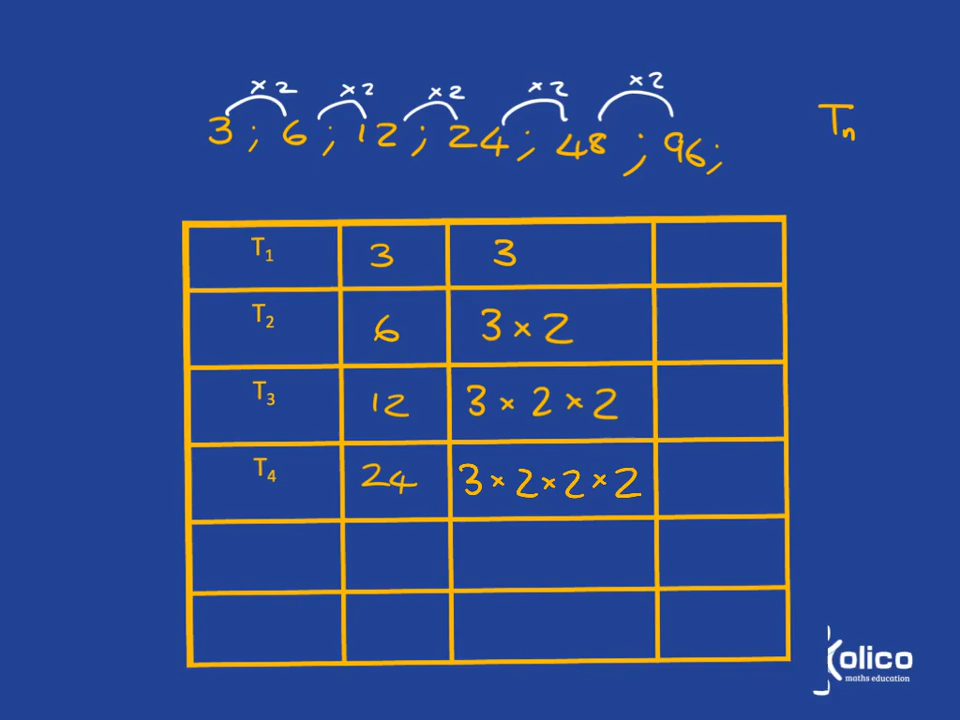 ×2 ×2 ×2 ×2 ×2
3 ; 6 ; 12 ; 24 ; 48 ; 96 ;
Tₙ
T₁ 3 3
T₂ 6 3 × 2
T₃ 12 3 × 2 × 2
T₄ 24 3 × 2 × 2 × 2
olico
maths education